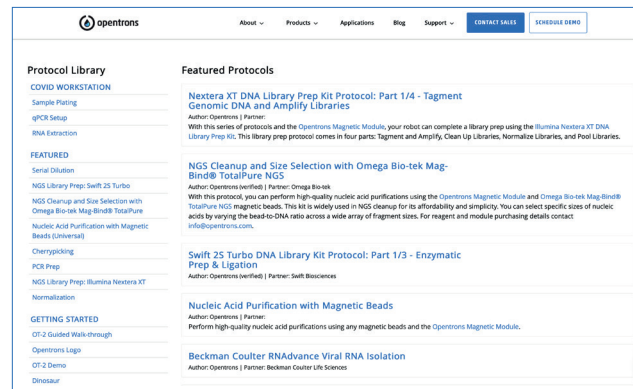 opentrons
About
Products
Applications
Blog
Support
CONTACT SALES
SCHEDULE DEMO
Protocol Library
COVID WORKSTATION
Sample Plating
qPCR Setup
RNA Extraction
FEATURED
Serial Dilution
NGS Library Prep: Swift 2S Turbo
NGS Cleanup and Size Selection with
Omega Bio-tek Mag-Bind® TotalPure
Nucleic Acid Purification with Magnetic
Beads (Universal)
Cherrypicking
PCR Prep
NGS Library Prep: Illumina Nextera XT
Normalization
GETTING STARTED
OT-2 Guided Walk-through
Opentrons Logo
OT-2 Demo
Dinosaur
Featured Protocols
Nextera XT DNA Library Prep Kit Protocol: Part 1/4 - Tagment
Genomic DNA and Amplify Libraries
Author: Opentrons | Partner:
With this series of protocols and the Opentrons Magnetic Module, your robot can complete a library prep using the Illumina Nextera XT DNA
Library Prep Kit. This library prep protocol comes in four parts: Tagment and Amplify, Clean Up Libraries, Normalize Libraries, and Pool Libraries.
NGS Cleanup and Size Selection with Omega Bio-tek Mag-
Bind® TotalPure NGS
Author: Opentrons (verified) | Partner: Omega Bio-tek
With this protocol, you can perform high-quality nucleic acid purifications using the Opentrons Magnetic Module and Omega Bio-tek Mag-Bind®
TotalPure NGS magnetic beads. This kit is widely used in NGS cleanup for its affordability and simplicity. You can select specific sizes of nucleic
acids by varying the bead-to-DNA ratio across a wide array of fragment sizes. For reagent and module purchasing details contact
info@opentrons.com.
Swift 2S Turbo DNA Library Kit Protocol: Part 1/3 - Enzymatic
Prep & Ligation
Author: Opentrons (verified) | Partner: Swift Biosciences
Nucleic Acid Purification with Magnetic Beads
Author: Opentrons | Partner:
Perform high-quality nucleic acid purifications using any magnetic beads and the Opentrons Magnetic Module.
Beckman Coulter RNAdvance Viral RNA Isolation
Author: Opentrons | Partner: Beckman Coulter Life Sciences